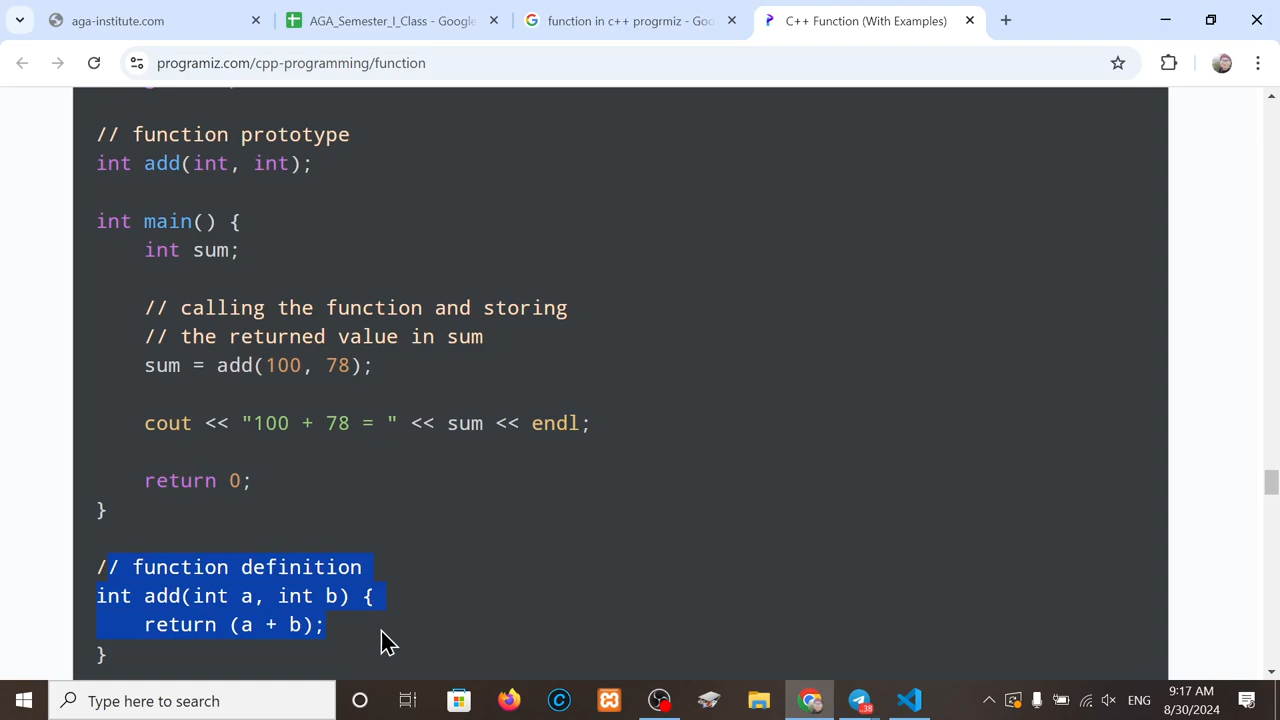 aga-institute.com
AGA_Semester_I_Class - Google
function in c++ progrmiz - Goo
C++ Function (With Examples)
programiz.com/cpp-programming/function
// function prototype
int add(int, int);
int main() {
int sum;
// calling the function and storing
// the returned value in sum
sum = add(100, 78);
cout << "100 + 78 = " << sum << endl;
return 0;
}
// function definition
int add(int a, int b) {
return (a + b);
}
Type here to search
38
ENG
9:17 AM
8/30/2024